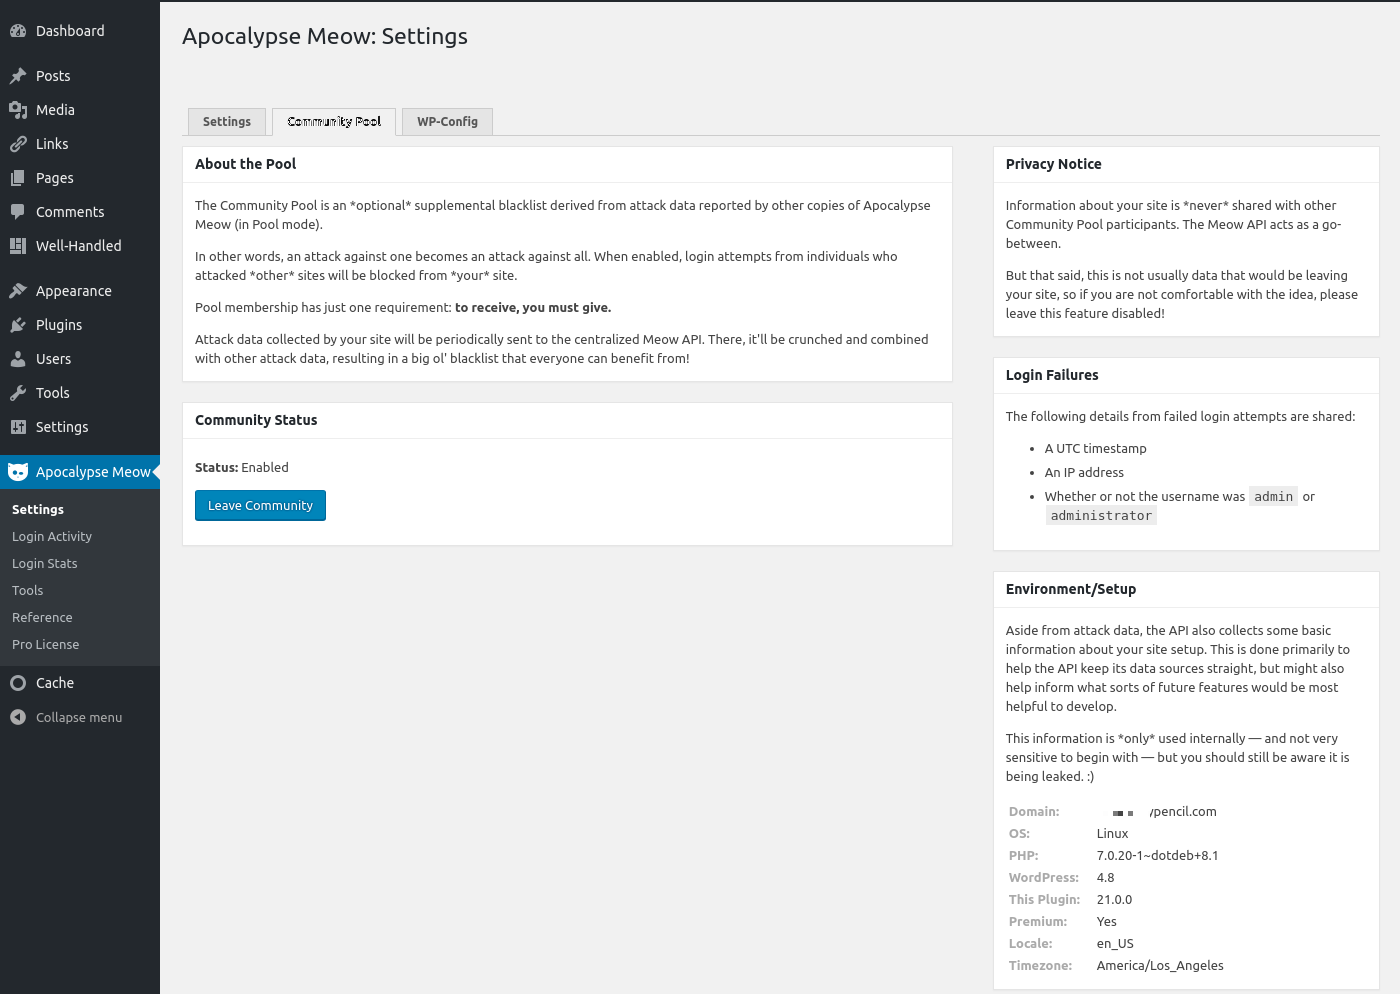 Dashboard
Posts
Media
Links
Pages
Comments
Well-Handled
Appearance
Plugins
Users
Tools
Settings
Apocalypse Meow
Settings
Login Activity
Login Stats
Tools
Reference
Pro License
Cache
Collapse menu
Apocalypse Meow: Settings
Settings
Community Pool
WP-Config
About the Pool
The Community Pool is an *optional* supplemental blacklist derived from attack data reported by other copies of Apocalypse
Meow (in Pool mode).
In other words, an attack against one becomes an attack against all. When enabled, login attempts from individuals who
attacked *other* sites will be blocked from *your* site.
Pool membership has just one requirement: to receive, you must give.
Attack data collected by your site will be periodically sent to the centralized Meow API. There, it'll be crunched and combined
with other attack data, resulting in a big ol' blacklist that everyone can benefit from!
Community Status
Status: Enabled
Leave Community
Privacy Notice
Information about your site is *never* shared with other
Community Pool participants. The Meow API acts as a go-
between.
But that said, this is not usually data that would be leaving
your site, so if you are not comfortable with the idea, please
leave this feature disabled!
Login Failures
The following details from failed login attempts are shared:
• A UTC timestamp
• An IP address
• Whether or not the username was admin or
administrator
Environment/Setup
Aside from attack data, the API also collects some basic
information about your site setup. This is done primarily to
help the API keep its data sources straight, but might also
help inform what sorts of future features would be most
helpful to develop.
This information is *only* used internally — and not very
sensitive to begin with — but you should still be aware it is
being leaked. :)
Domain: ypencil.com
OS: Linux
PHP: 7.0.20-1~dotdeb+8.1
WordPress: 4.8
This Plugin: 21.0.0
Premium: Yes
Locale: en_US
Timezone: America/Los_Angeles